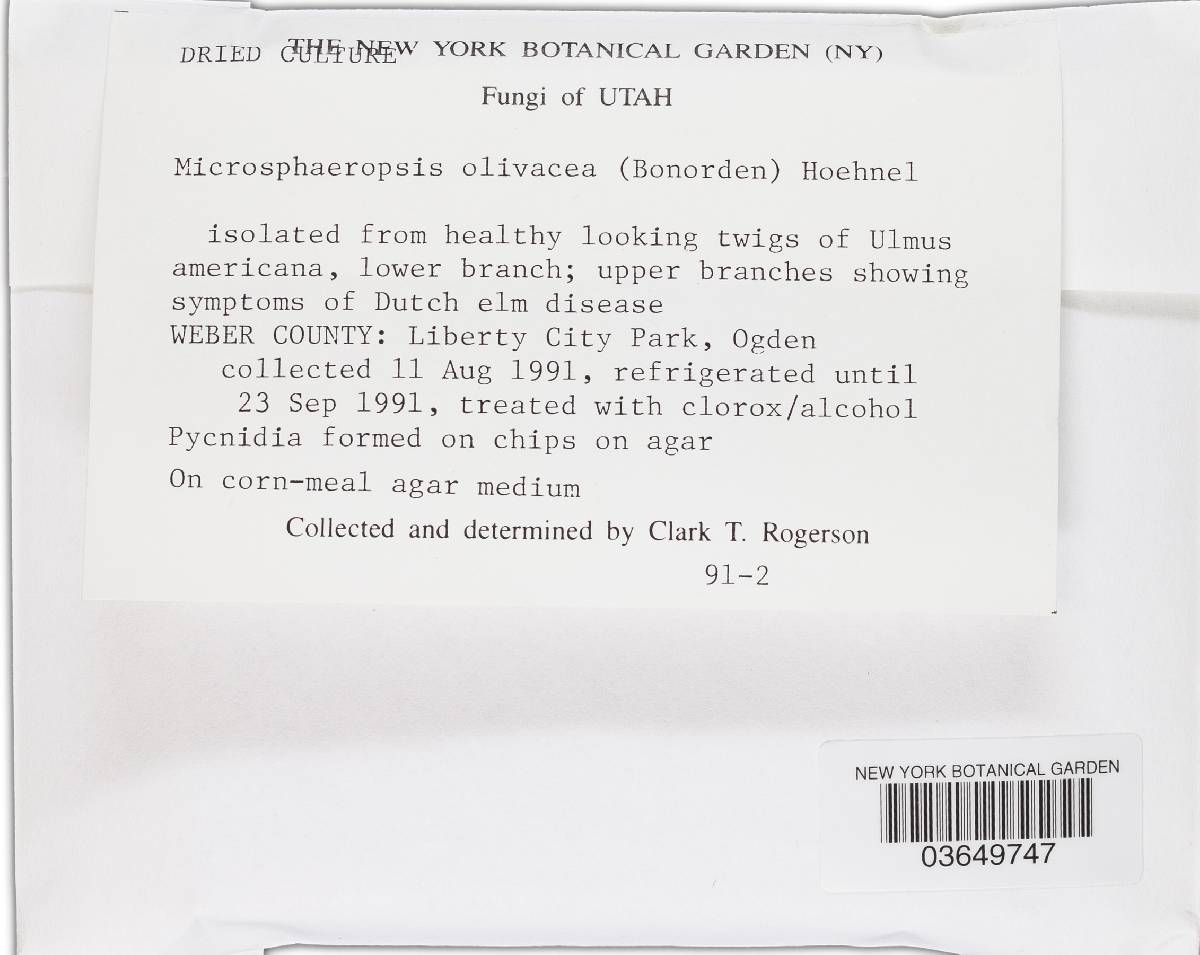 DRIED CULTURE
THE NEW YORK BOTANICAL GARDEN (NY)
Fungi of UTAH
Microsphaeropsis olivacea (Bonorden) Hoehnel
isolated from healthy looking twigs of Ulmus
americana, lower branch; upper branches showing
symptoms of Dutch elm disease
WEBER COUNTY: Liberty City Park, Ogden
collected 11 Aug 1991, refrigerated until
23 Sep 1991, treated with clorox/alcohol
Pycnidia formed on chips on agar
On corn-meal agar medium
Collected and determined by Clark T. Rogerson
91-2
NEW YORK BOTANICAL GARDEN
03649747